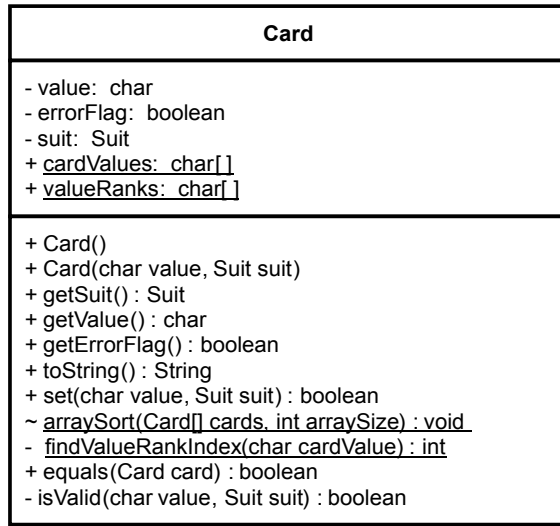 Card
- value: char
- errorFlag: boolean
- suit: Suit
+ cardValues: char[ ]
+ valueRanks: char[ ]
+ Card()
+ Card(char value, Suit suit)
+ getSuit() : Suit
+ getValue() : char
+ getErrorFlag() : boolean
+ toString() : String
+ set(char value, Suit suit) : boolean
~ arraySort(Card[] cards, int arraySize) : void
- findValueRankIndex(char cardValue) : int
+ equals(Card card) : boolean
- isValid(char value, Suit suit) : boolean